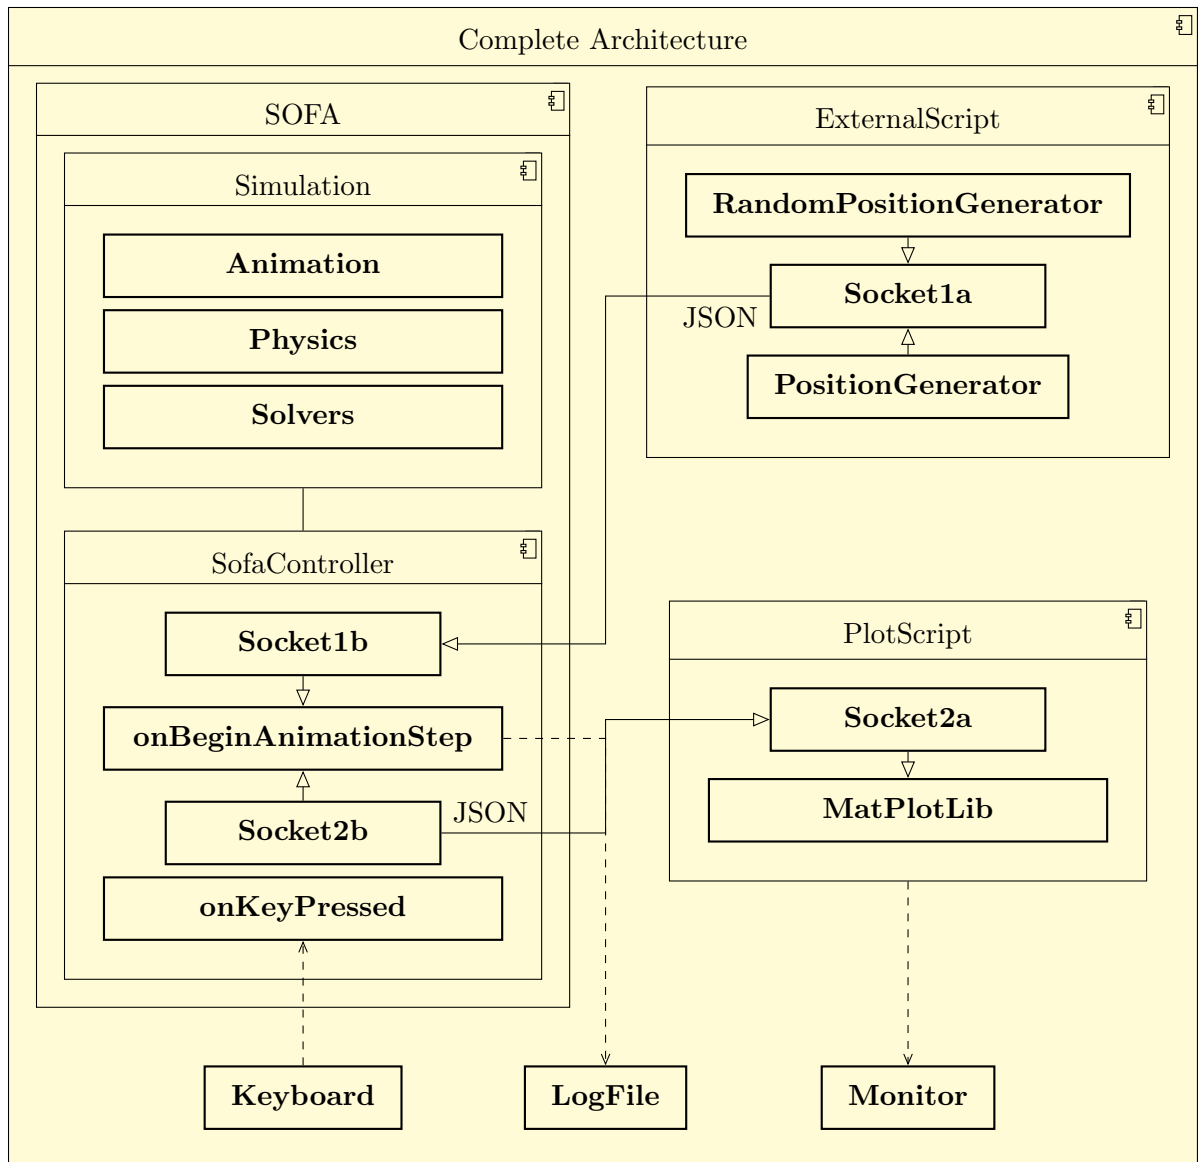 Complete Architecture
SOFA
Simulation
Animation
Physics
Solvers
SofaController
Socket1b
onBeginAnimationStep
Socket2b
JSON
onKeyPressed
ExternalScript
RandomPositionGenerator
Socket1a
JSON
PositionGenerator
PlotScript
Socket2a
MatPlotLib
Keyboard
LogFile
Monitor